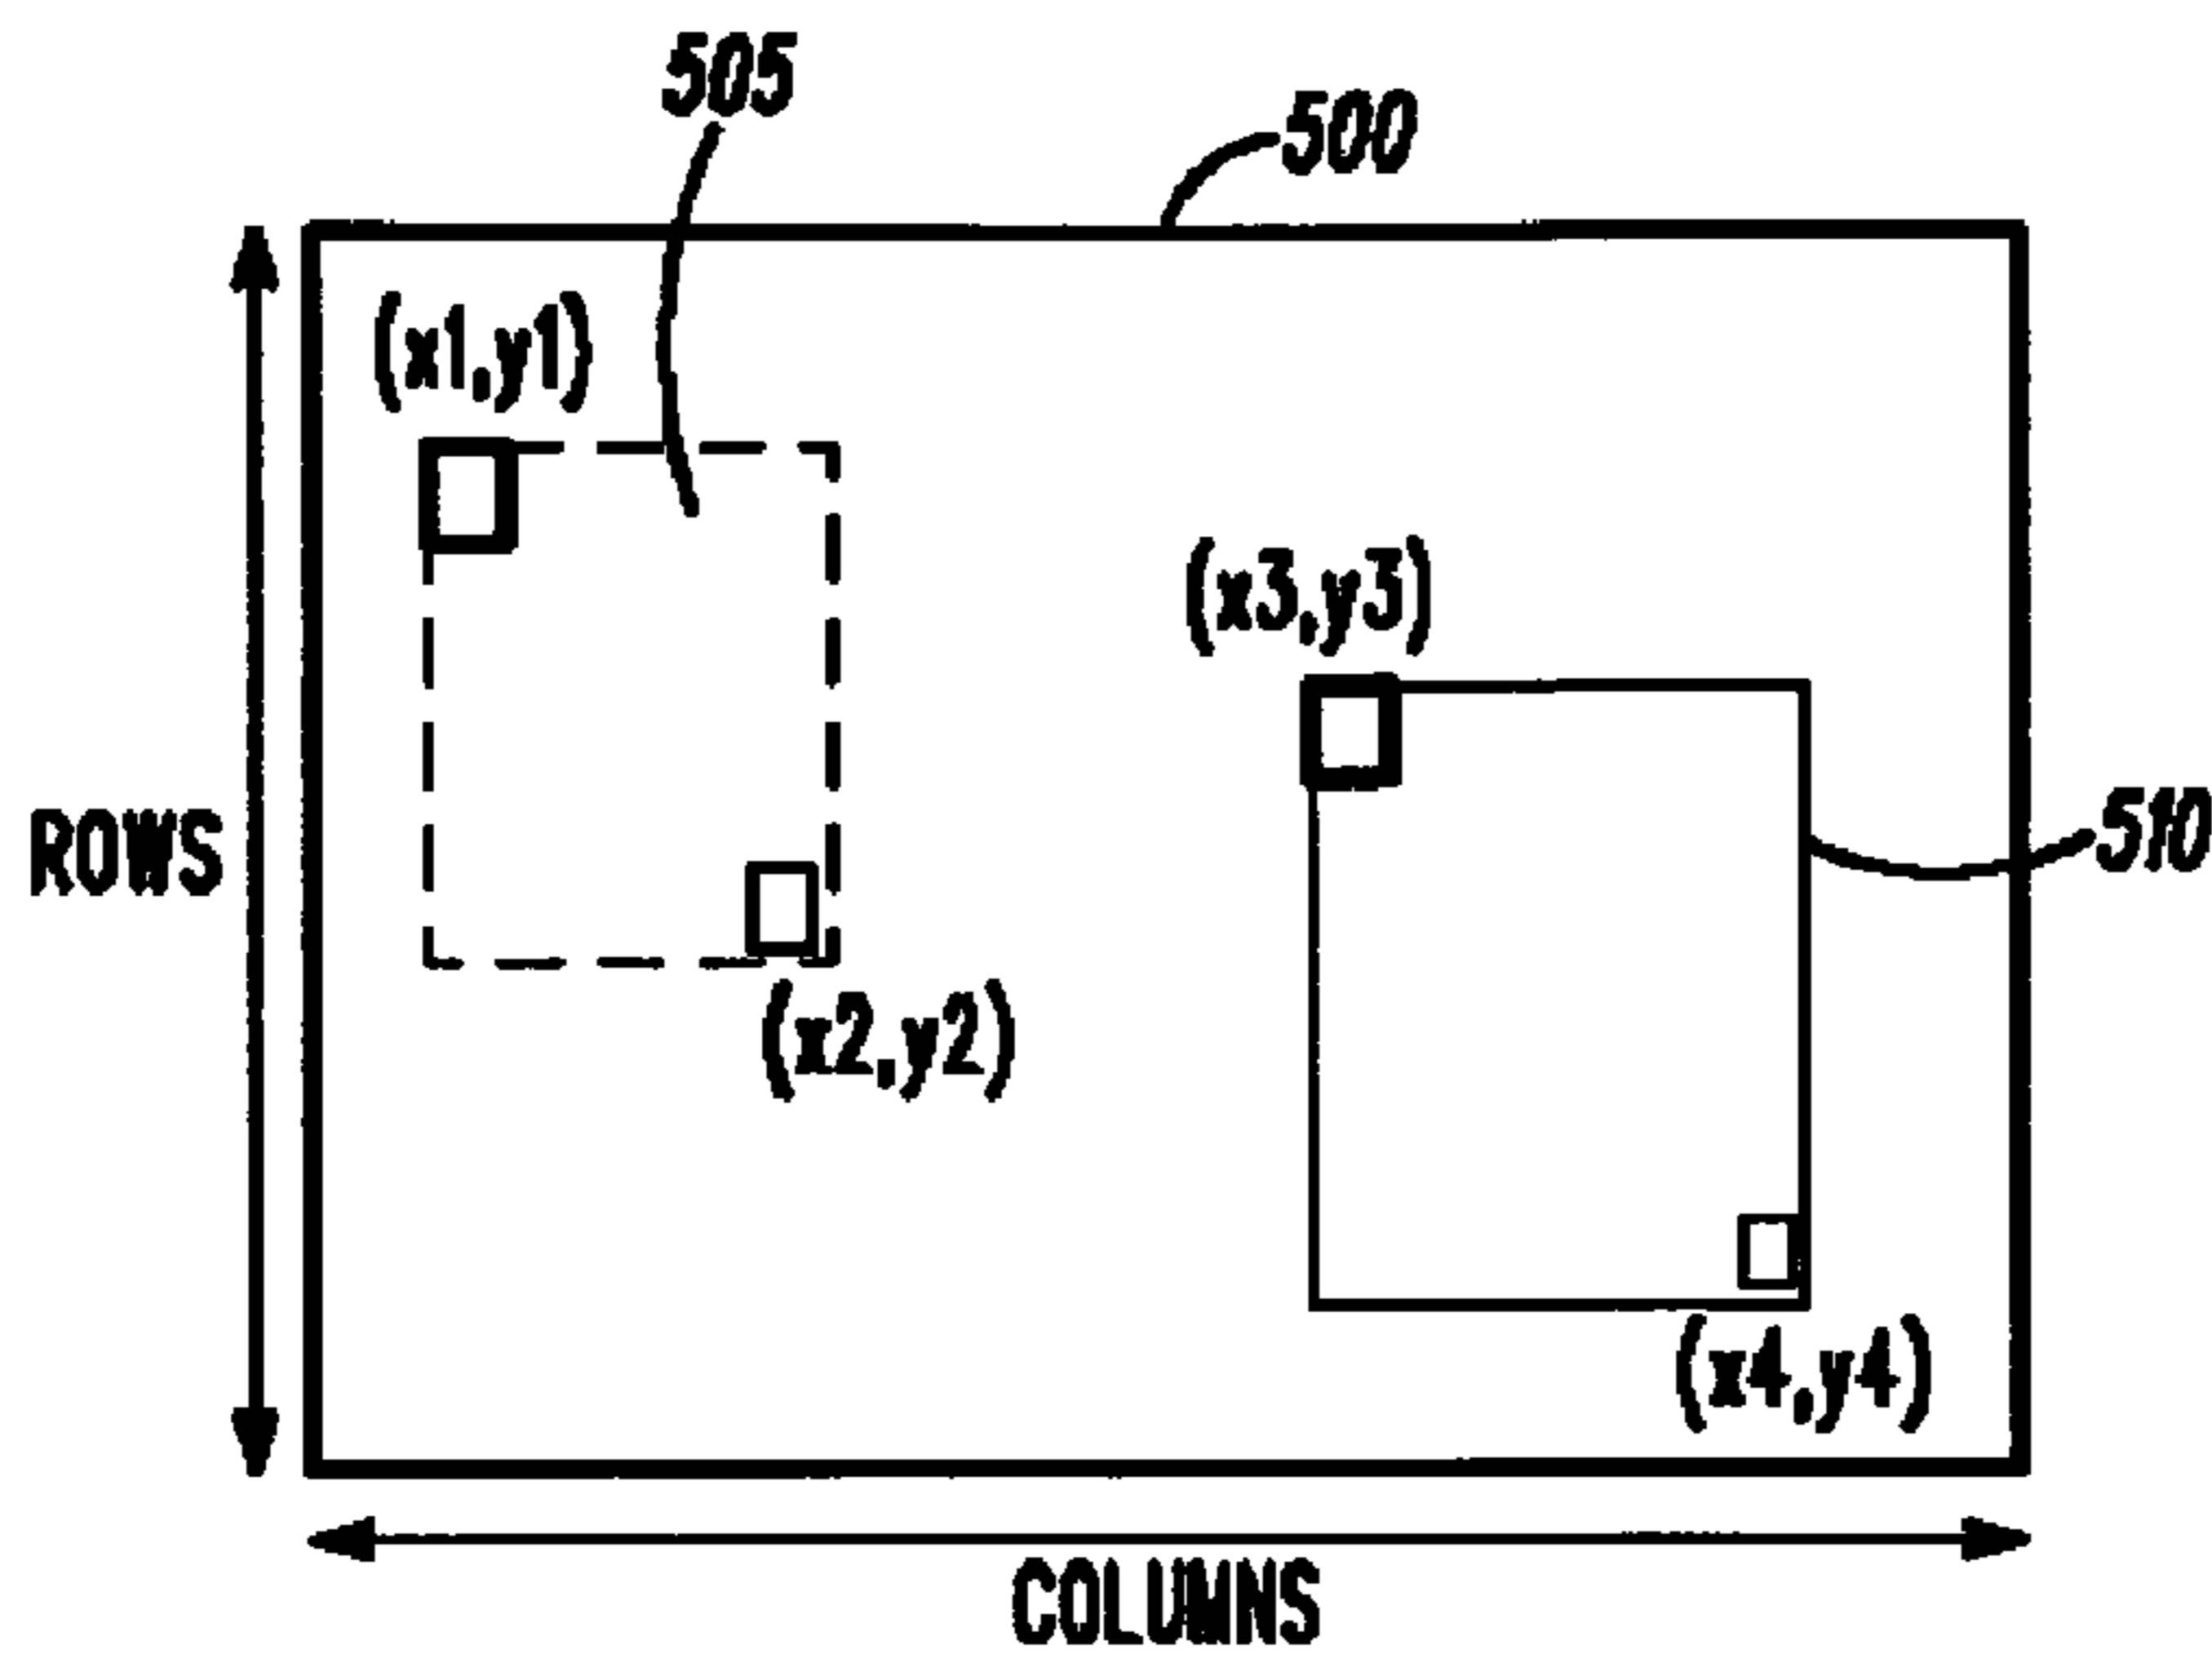 505
500
(x1,y1)
(x3,y3)
ROWS
510
(x2,y2)
(x4,y4)
COLUMNS